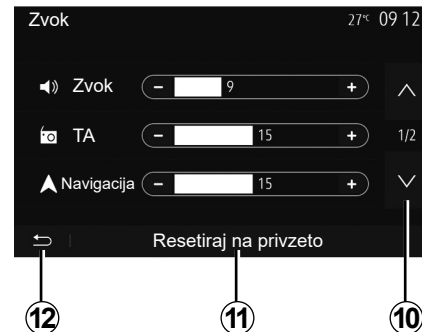 Zvok 27°C 09 12
Zvok - 9 +
TA - 15 +
1/2
Navigacija - 15 +
Resetiraj na privzeto
12 11 10